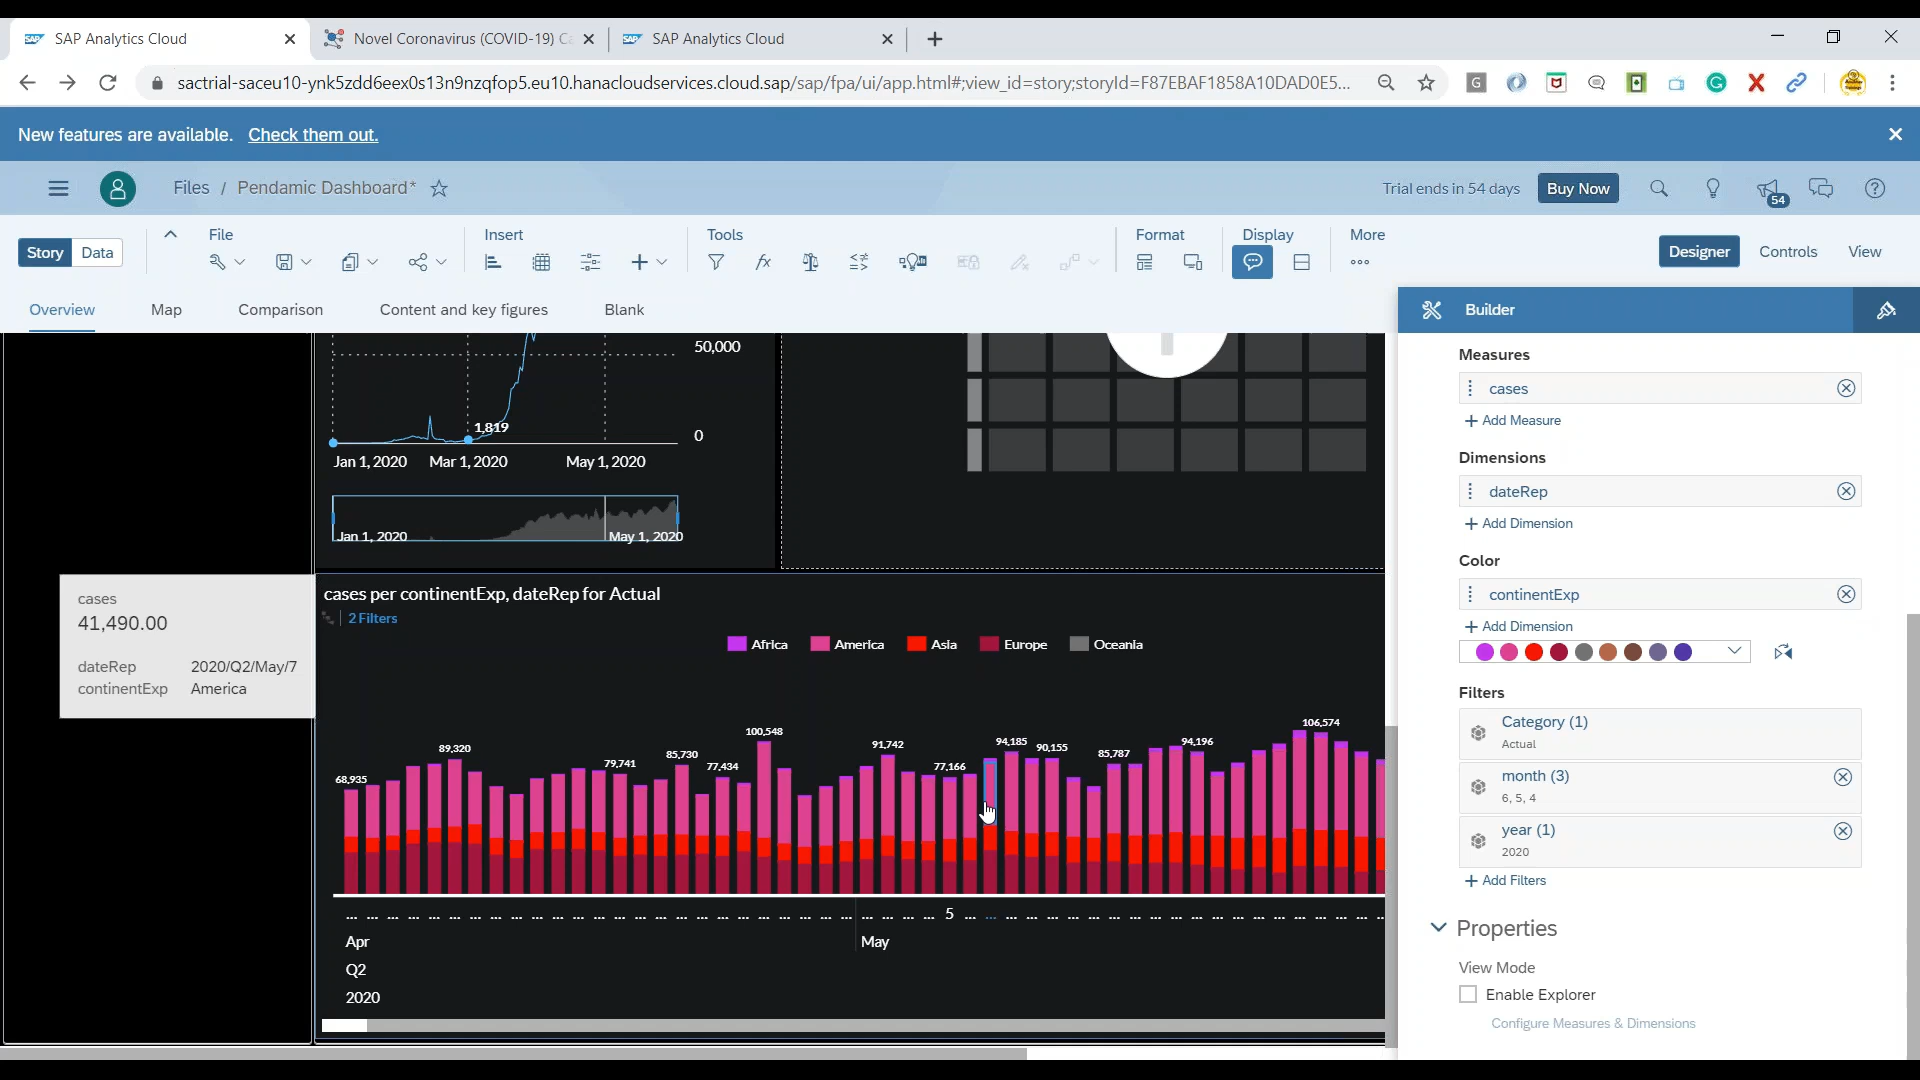 SAP Analytics Cloud
Novel Coronavirus (COVID-19) Ca
SAP Analytics Cloud
sactrial-saceu10-ynk5zdd6eex0s13n9nzqfop5.eu10.hanacloudservices.cloud.sap/sap/fpa/ui/app.html#;view_id=story;storyId=F87EBAF1858A10DAD0E5...
New features are available. Check them out.
Files / Pendamic Dashboard*
Trial ends in 54 days
Buy Now
54
Story Data
File
Insert
Tools
Format
Display
More
Designer Controls View
Overview Map Comparison Content and key figures Blank
Builder
50,000
1,819
0
Jan 1, 2020 Mar 1, 2020 May 1, 2020
Jan 1, 2020 May 1, 2020
cases
41,490.00
dateRep 2020/Q2/May/7
continentExp America
cases per continentExp, dateRep for Actual
2 Filters
Africa America Asia Europe Oceania
68,935
89,320
79,741
85,730
77,434
100,548
91,742
77,166
94,185
90,155
85,787
94,196
106,574
5
Apr May
Q2
2020
Measures
cases
+ Add Measure
Dimensions
dateRep
+ Add Dimension
Color
continentExp
+ Add Dimension
Filters
Category (1)
Actual
month (3)
6, 5, 4
year (1)
2020
+ Add Filters
Properties
View Mode
Enable Explorer
Configure Measures & Dimensions